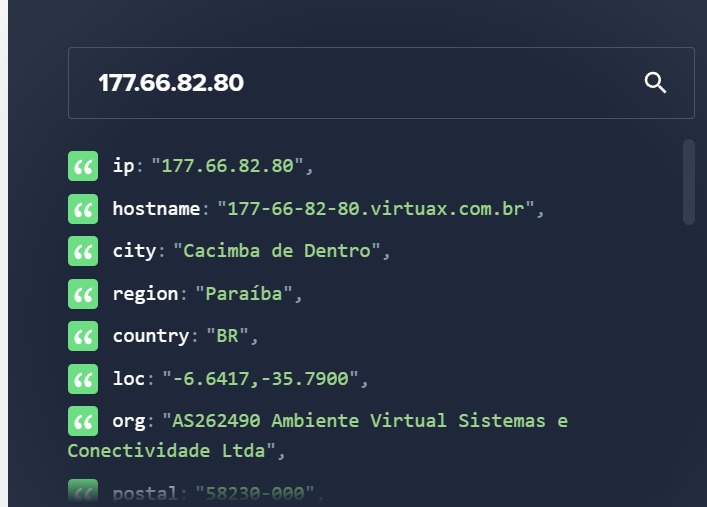 177.66.82.80
ip: "177.66.82.80",
hostname: "177-66-82-80.virtuax.com.br",
city: "Cacimba de Dentro",
region: "Paraíba",
country: "BR",
loc: "-6.6417,-35.7900",
org: "AS262490 Ambiente Virtual Sistemas e
Conectividade Ltda",
postal: "58230-000",